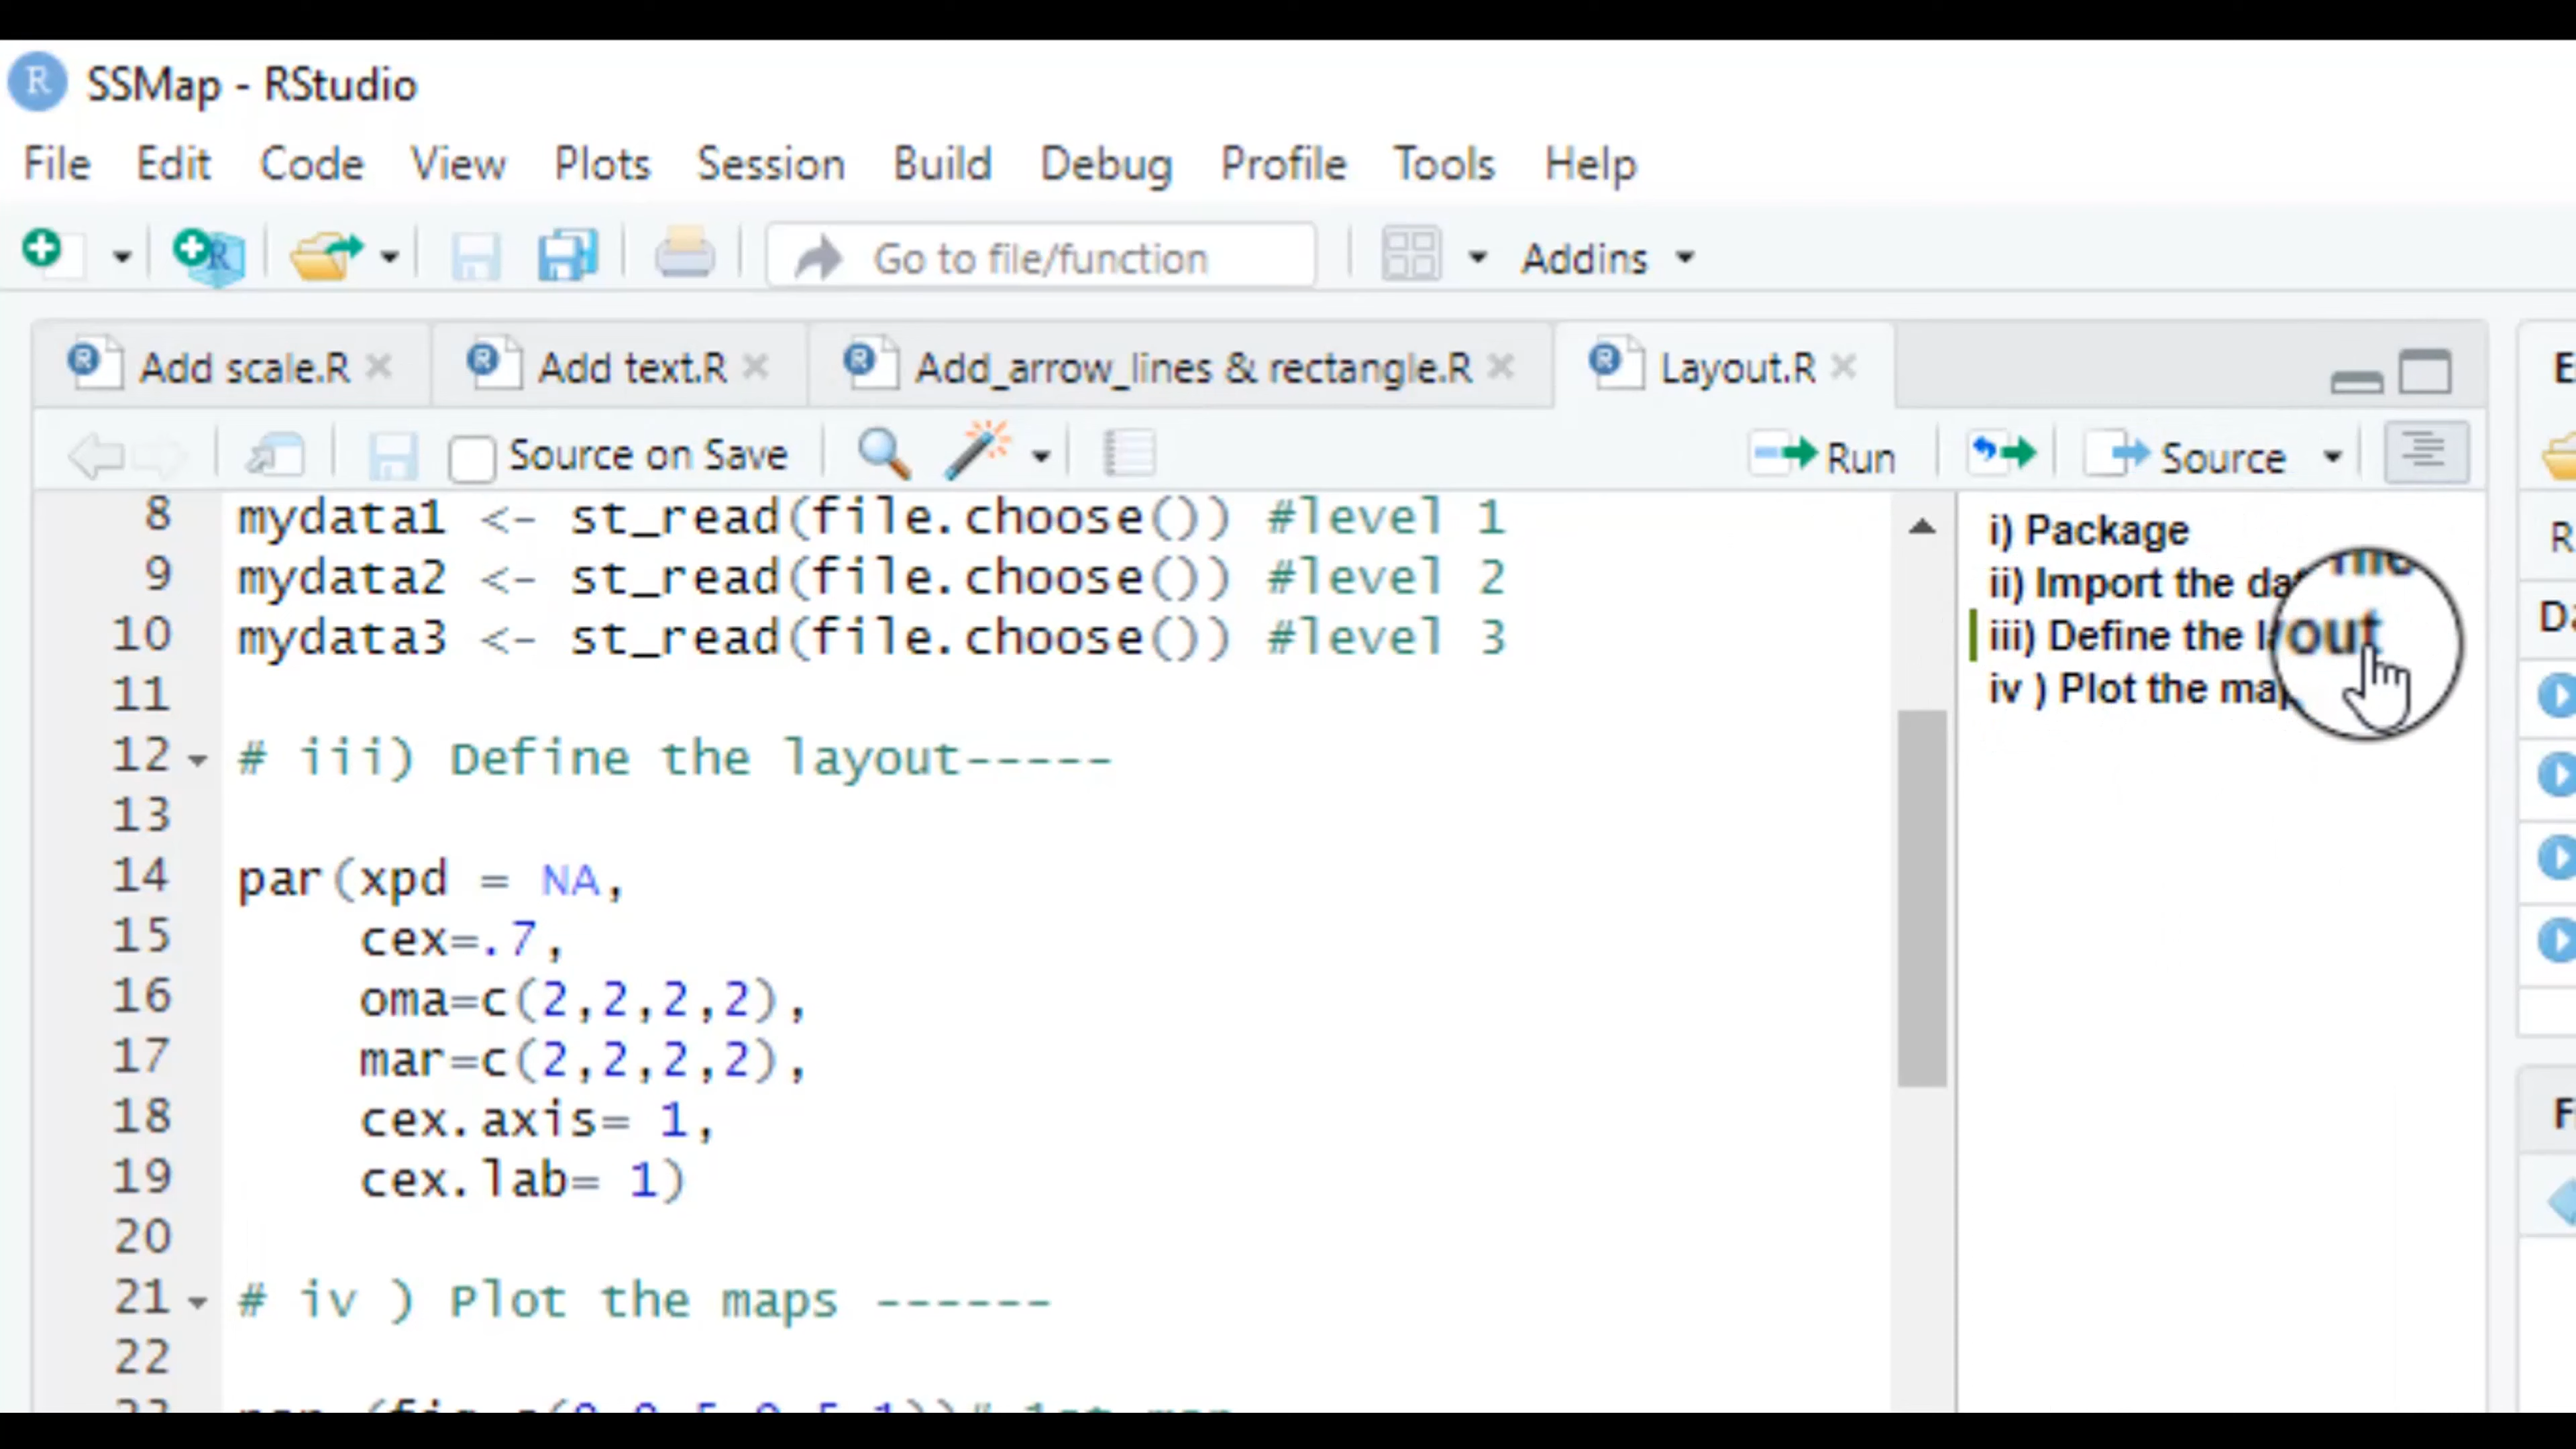 SSMap - RStudio
File Edit Code View Plots Session Build Debug Profile Tools Help
Go to file/function Addins
Add scale.R Add text.R Add_arrow_lines & rectangle.R Layout.R
Source on Save Run Source
8 mydata1 <- st_read(file.choose()) #level 1
9 mydata2 <- st_read(file.choose()) #level 2
10 mydata3 <- st_read(file.choose()) #level 3
11
12 # iii) Define the layout-----
13
14 par(xpd = NA,
15 cex=.7,
16 oma=c(2,2,2,2),
17 mar=c(2,2,2,2),
18 cex.axis= 1,
19 cex.lab= 1)
20
21 # iv ) Plot the maps ------
22
i) Package
ii) Import the
iii) Define the
iv ) Plot the